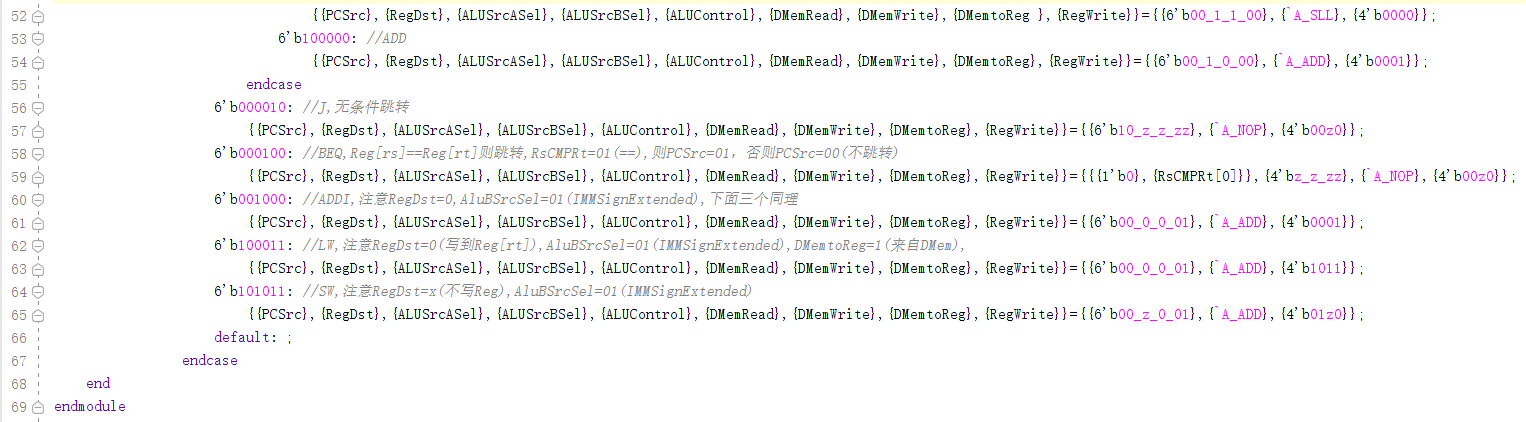 52 {{PCSrc},{RegDst},{ALUSrcASel},{ALUSrcBSel},{ALUControl},{DMemRead},{DMemWrite},{DMemtoReg },{RegWrite}}={{6'b00_1_1_00},{`A_SLL},{4'b0000}};
53 6'b100000: //ADD
54 {{PCSrc},{RegDst},{ALUSrcASel},{ALUSrcBSel},{ALUControl},{DMemRead},{DMemWrite},{DMemtoReg},{RegWrite}}={{6'b00_1_0_00},{`A_ADD},{4'b0001}};
55 endcase
56 6'b000010: //J,无条件跳转
57 {{PCSrc},{RegDst},{ALUSrcASel},{ALUSrcBSel},{ALUControl},{DMemRead},{DMemWrite},{DMemtoReg},{RegWrite}}={{6'b10_z_z_zz},{`A_NOP},{4'b00z0}};
58 6'b000100: //BEQ,Reg[rs]==Reg[rt]则跳转,RsCMPRt=01(==),则PCSrc=01，否则PCSrc=00(不跳转)
59 {{PCSrc},{RegDst},{ALUSrcASel},{ALUSrcBSel},{ALUControl},{DMemRead},{DMemWrite},{DMemtoReg},{RegWrite}}={{{1'b0},{RsCMPRt[0]}},{4'bz_z_zz},{`A_NOP},{4'b00z0}};
60 6'b001000: //ADDI,注意RegDst=0,AluBSrcSel=01(IMMSignExtended),下面三个同理
61 {{PCSrc},{RegDst},{ALUSrcASel},{ALUSrcBSel},{ALUControl},{DMemRead},{DMemWrite},{DMemtoReg},{RegWrite}}={{6'b00_0_0_01},{`A_ADD},{4'b0001}};
62 6'b100011: //LW,注意RegDst=0(写到Reg[rt]),AluBSrcSel=01(IMMSignExtended),DMemtoReg=1(来自DMem),
63 {{PCSrc},{RegDst},{ALUSrcASel},{ALUSrcBSel},{ALUControl},{DMemRead},{DMemWrite},{DMemtoReg},{RegWrite}}={{6'b00_0_0_01},{`A_ADD},{4'b1011}};
64 6'b101011: //SW,注意RegDst=x(不写Reg),AluBSrcSel=01(IMMSignExtended)
65 {{PCSrc},{RegDst},{ALUSrcASel},{ALUSrcBSel},{ALUControl},{DMemRead},{DMemWrite},{DMemtoReg},{RegWrite}}={{6'b00_z_0_01},{`A_ADD},{4'b01z0}};
66 default: ;
67 endcase
68 end
69 endmodule